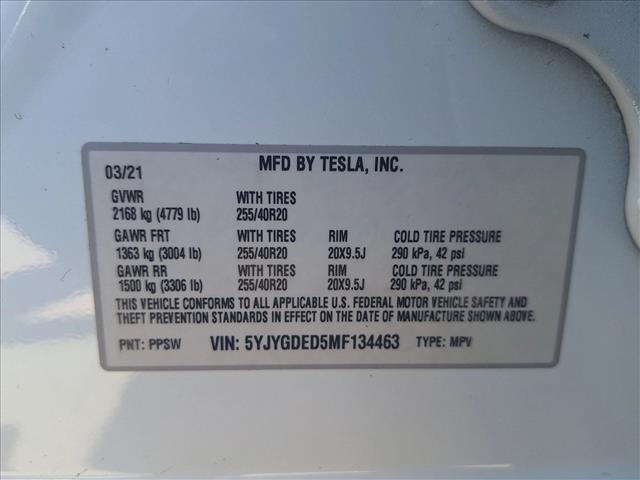 MFD BY TESLA, INC.
03/21
GVWR WITH TIRES
2168 kg (4779 lb) 255/40R20
GAWR FRT WITH TIRES RIM COLD TIRE PRESSURE
1363 kg (3004 lb) 255/40R20 20X9.5J 290 kPa, 42 psi
GAWR RR WITH TIRES RIM COLD TIRE PRESSURE
1500 kg (3306 lb) 255/40R20 20X9.5J 290 kPa, 42 psi
THIS VEHICLE CONFORMS TO ALL APPLICABLE U.S. FEDERAL MOTOR VEHICLE SAFETY AND
THEFT PREVENTION STANDARDS IN EFFECT ON THE DATE OF MANUFACTURE SHOWN ABOVE.
PNT: PPSW VIN: 5YJYGDED5MF134463 TYPE: MPV